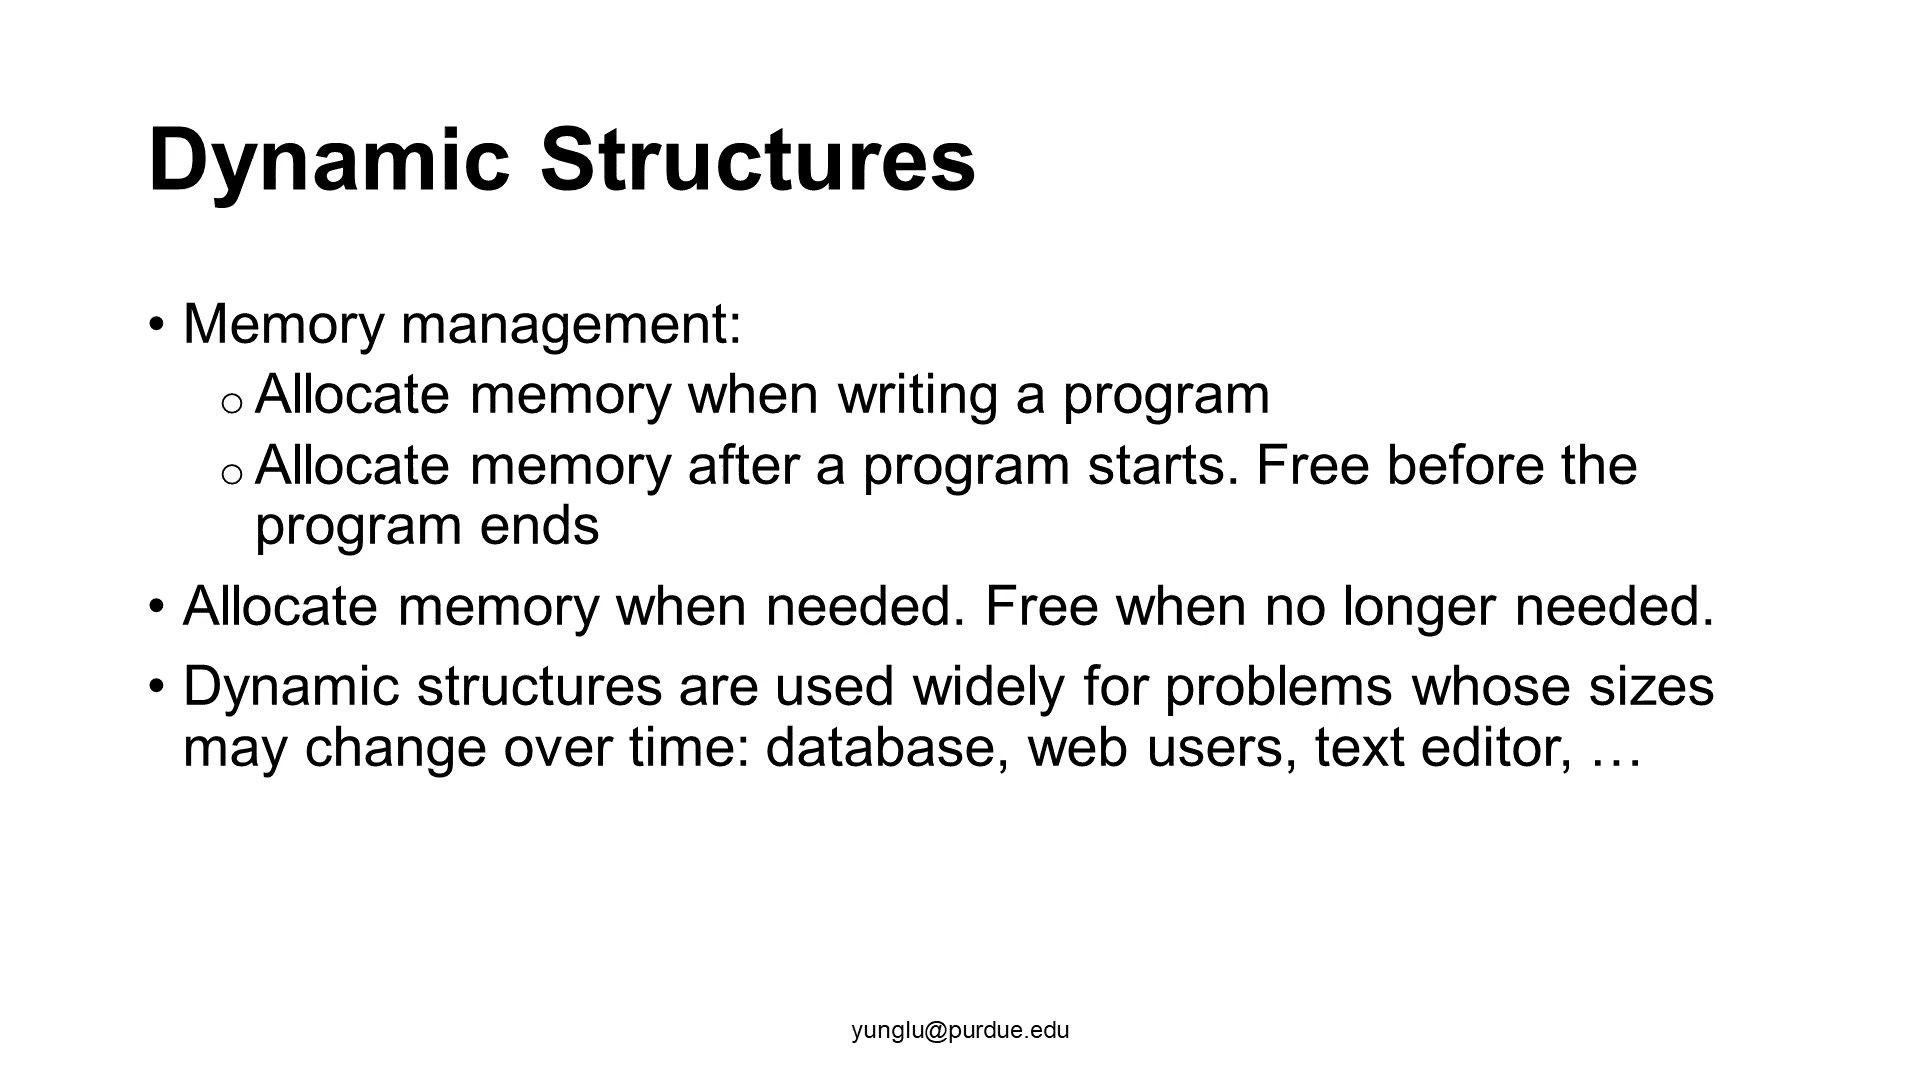 Dynamic Structures
• Memory management:
o Allocate memory when writing a program
o Allocate memory after a program starts. Free before the
program ends
• Allocate memory when needed. Free when no longer needed.
• Dynamic structures are used widely for problems whose sizes
may change over time: database, web users, text editor, …
yunglu@purdue.edu